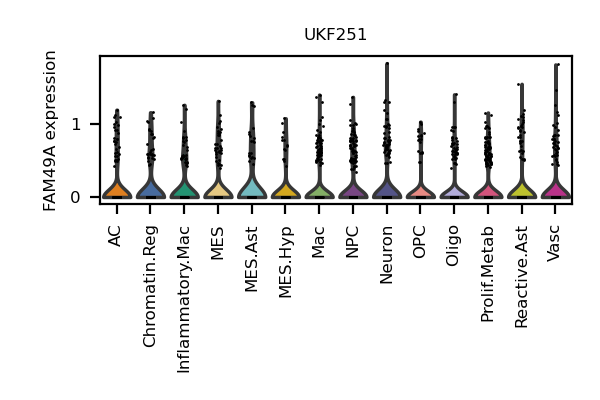 UKF251
FAM49A expression
1
0
AC
Chromatin.Reg
Inflammatory.Mac
MES
MES.Ast
MES.Hyp
Mac
NPC
Neuron
OPC
Oligo
Prolif.Metab
Reactive.Ast
Vasc